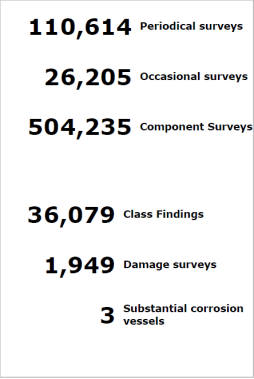 110,614 Periodical surveys
26,205 Occasional surveys
504,235 Component Surveys
36,079 Class Findings
1,949 Damage surveys
3 Substantial corrosion
vessels